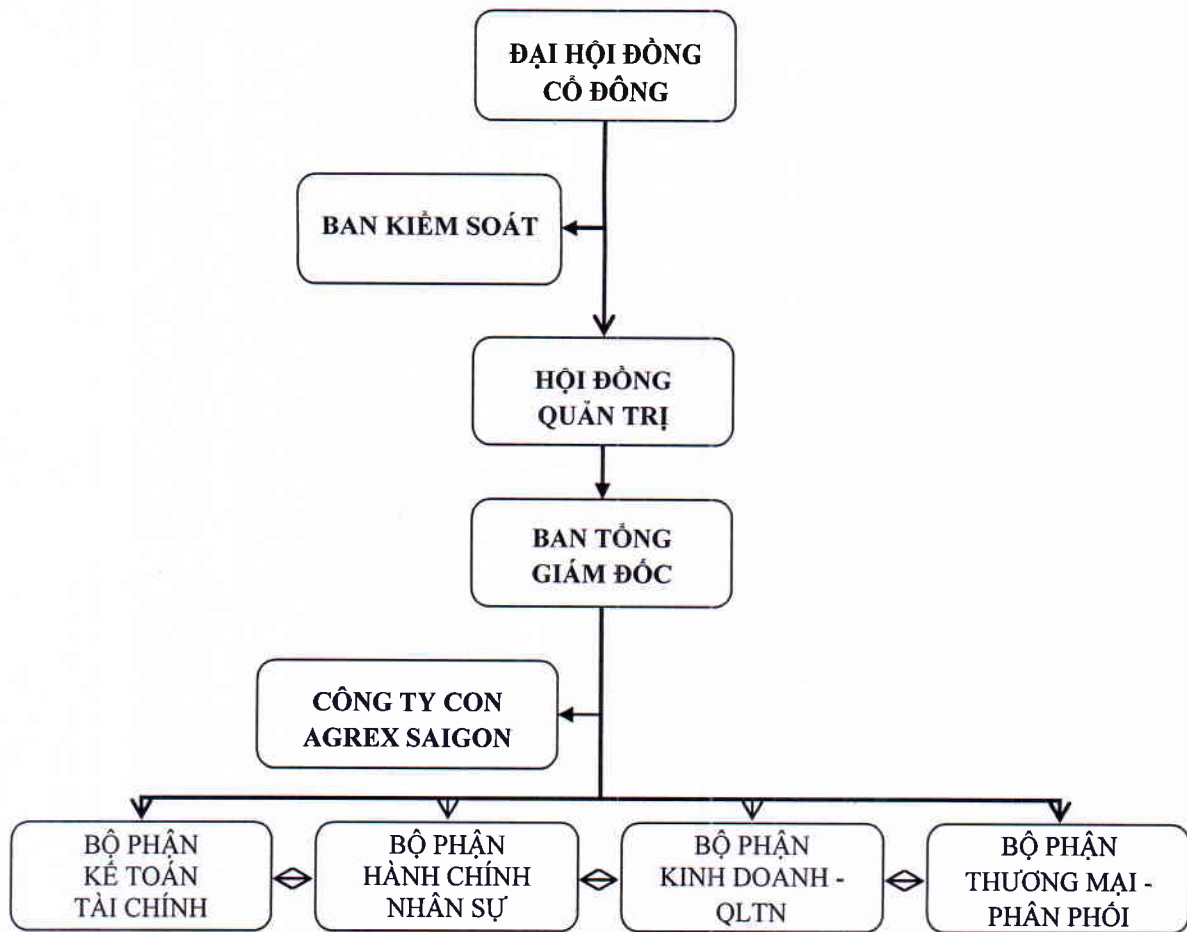 ĐẠI HỘI ĐỒNG
CỔ ĐÔNG
BAN KIỂM SOÁT
HỘI ĐỒNG
QUẢN TRỊ
BAN TỔNG
GIÁM ĐỐC
CÔNG TY CON
AGREX SAIGON
BỘ PHẬN
KẾ TOÁN
TÀI CHÍNH
BỘ PHẬN
HÀNH CHÍNH
NHÂN SỰ
BỘ PHẬN
KINH DOANH -
QLTN
BỘ PHẬN
THƯƠNG MẠI -
PHÂN PHỐI